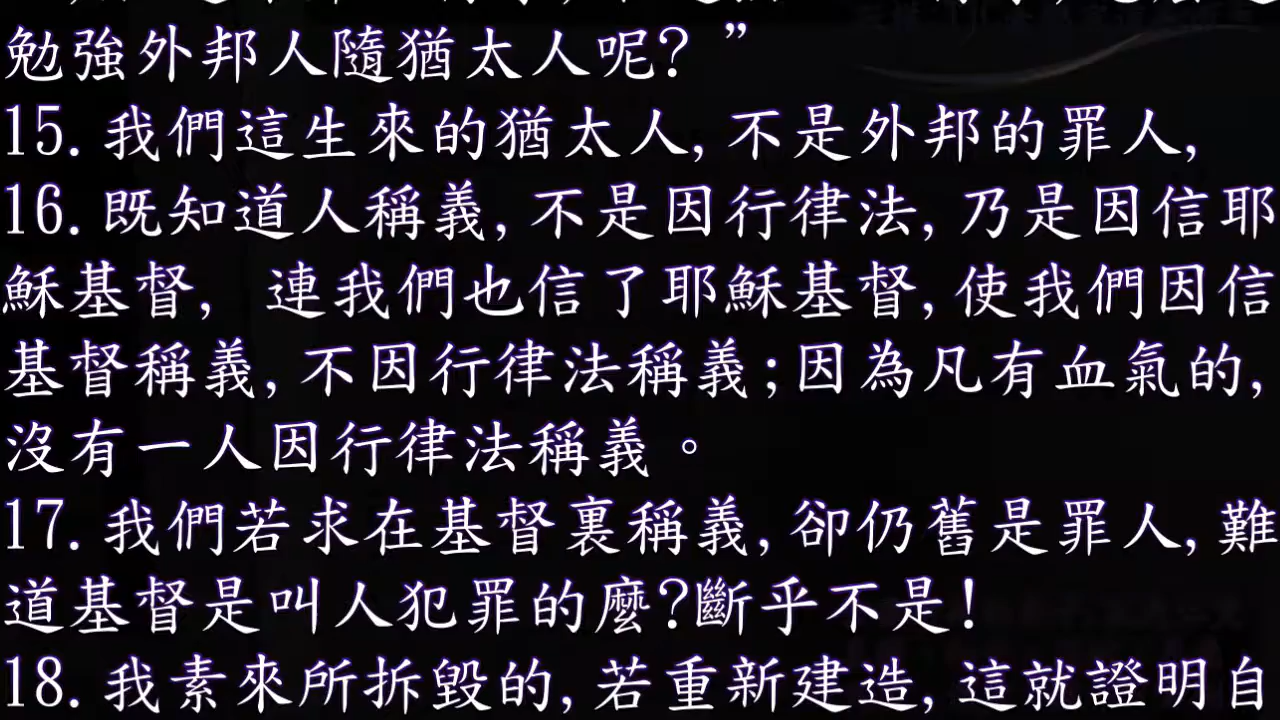 勉強外邦人隨猶太人呢？”
15.我們這生來的猶太人,不是外邦的罪人,
16.既知道人稱義,不是因行律法,乃是因信耶
穌基督, 連我們也信了耶穌基督,使我們因信
基督稱義,不因行律法稱義;因為凡有血氣的,
沒有一人因行律法稱義。
17.我們若求在基督裏稱義,卻仍舊是罪人,難
道基督是叫人犯罪的麼?斷乎不是!
18.我素來所拆毀的,若重新建造,這就證明自